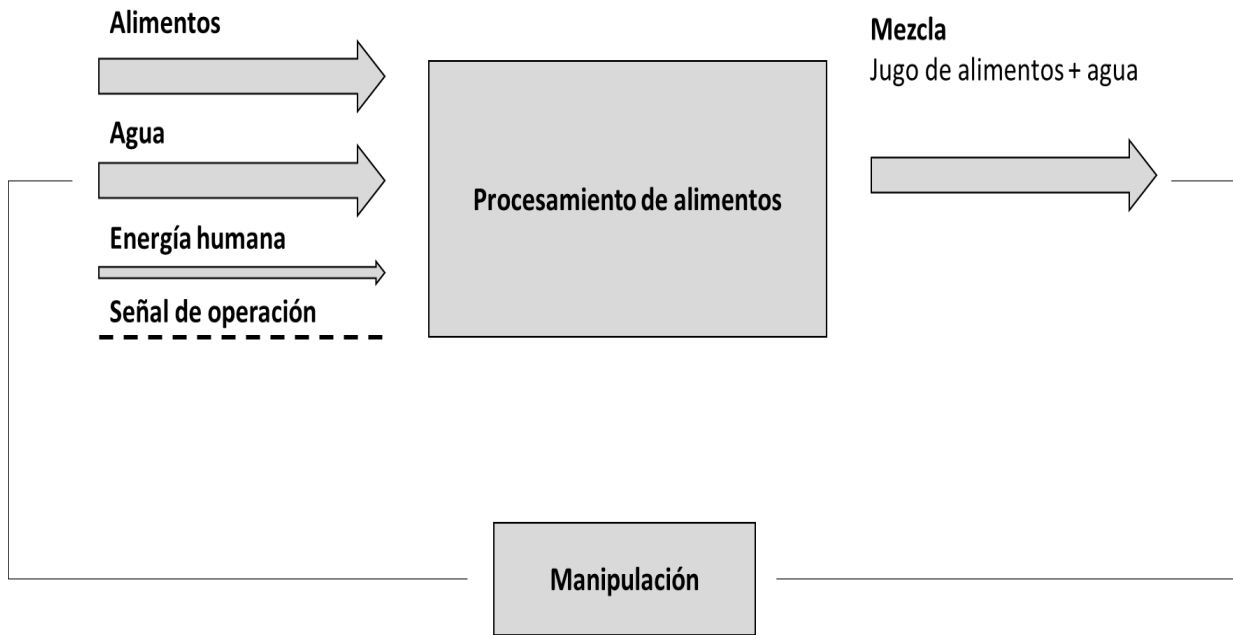 Alimentos
Agua
Energía humana
Señal de operación
Procesamiento de alimentos
Mezcla
Jugo de alimentos + agua
Manipulación